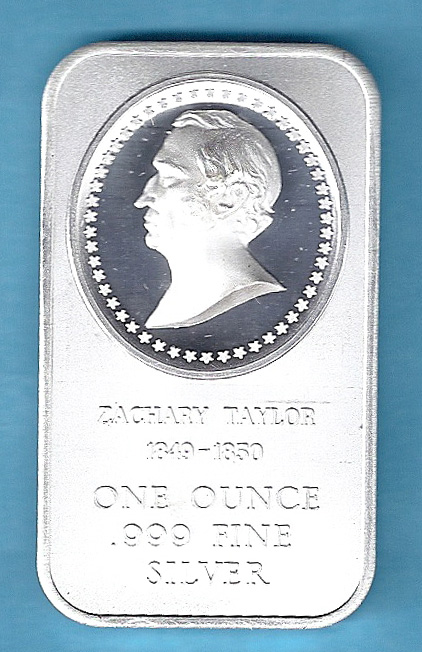 ZACHARY TAYLOR
1849-1850
ONE OUNCE
.999 FINE
SILVER